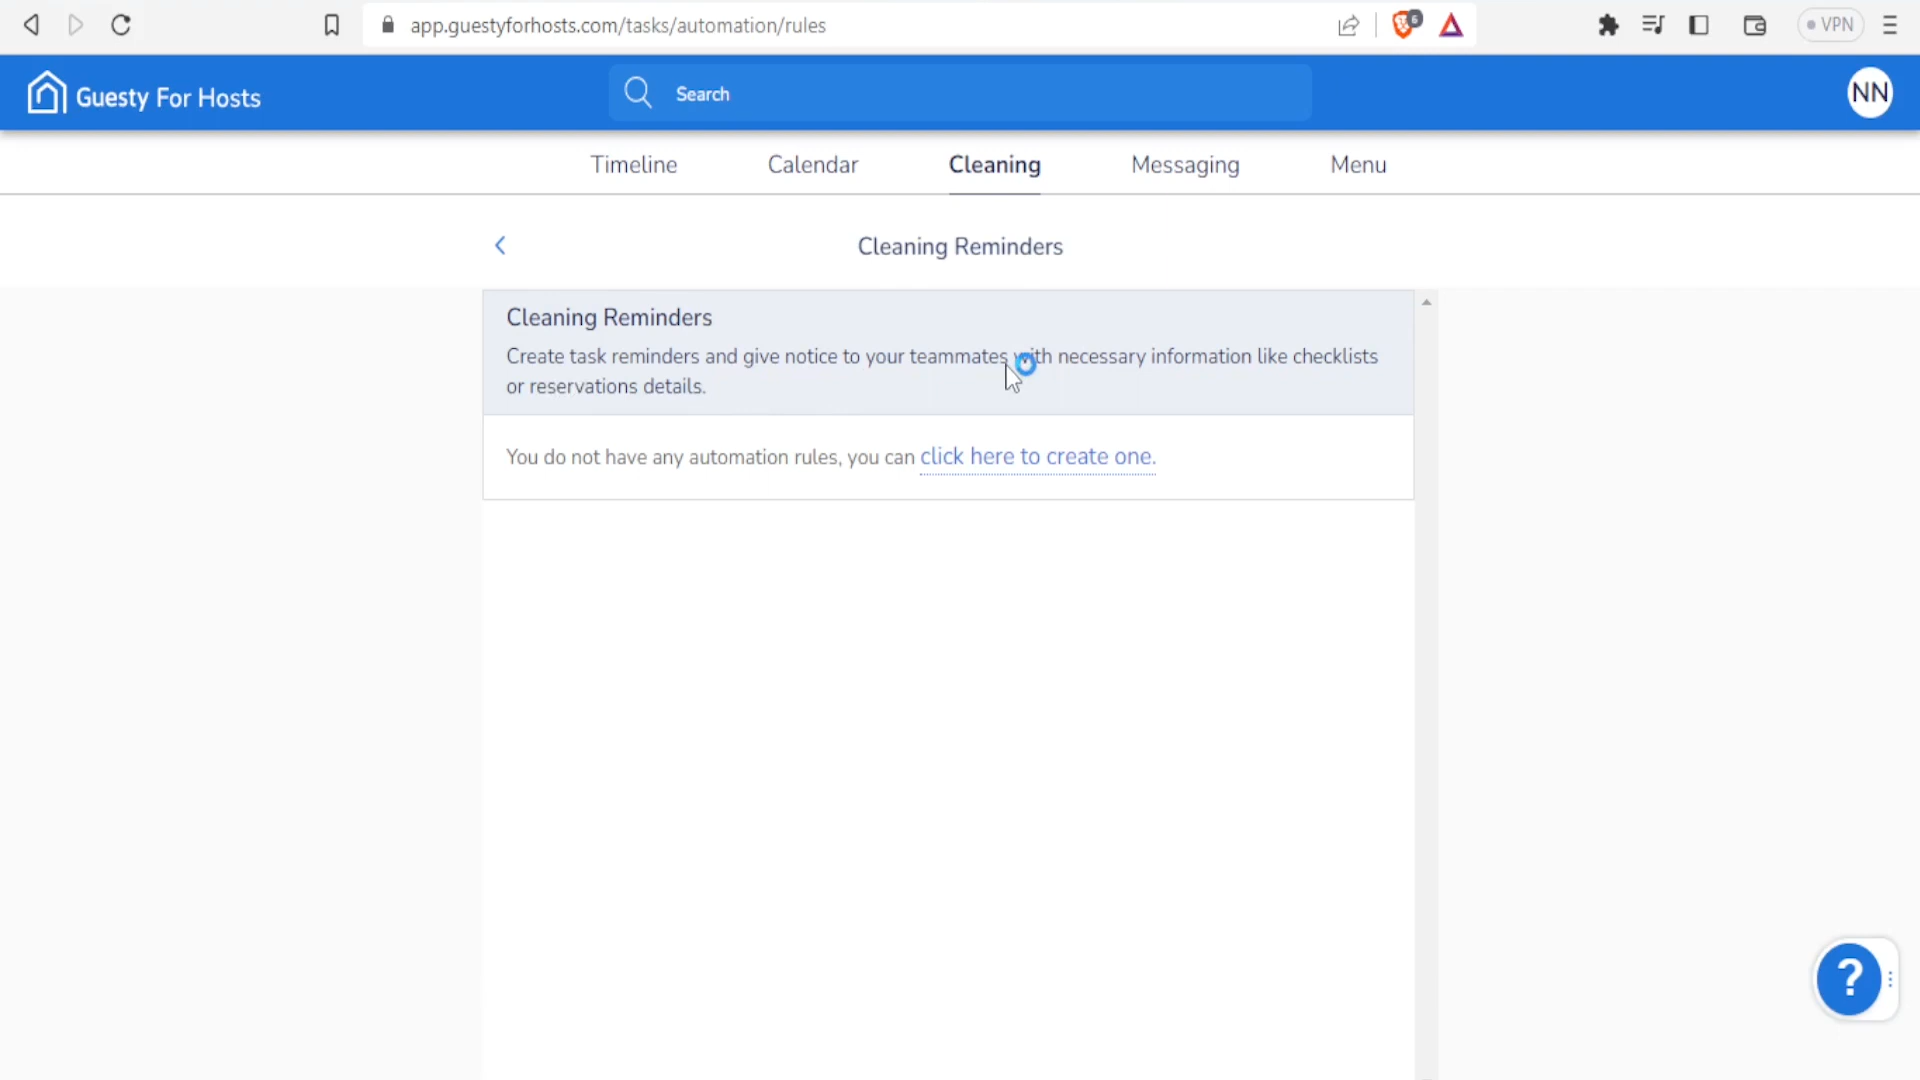 app.guestyforhosts.com/tasks/automation/rules
6
VPN
Guesty For Hosts
Search
NN
Timeline
Calendar
Cleaning
Messaging
Menu
Cleaning Reminders
Cleaning Reminders
Create task reminders and give notice to your teammates with necessary information like checklists
or reservations details.
You do not have any automation rules, you can click here to create one.
?